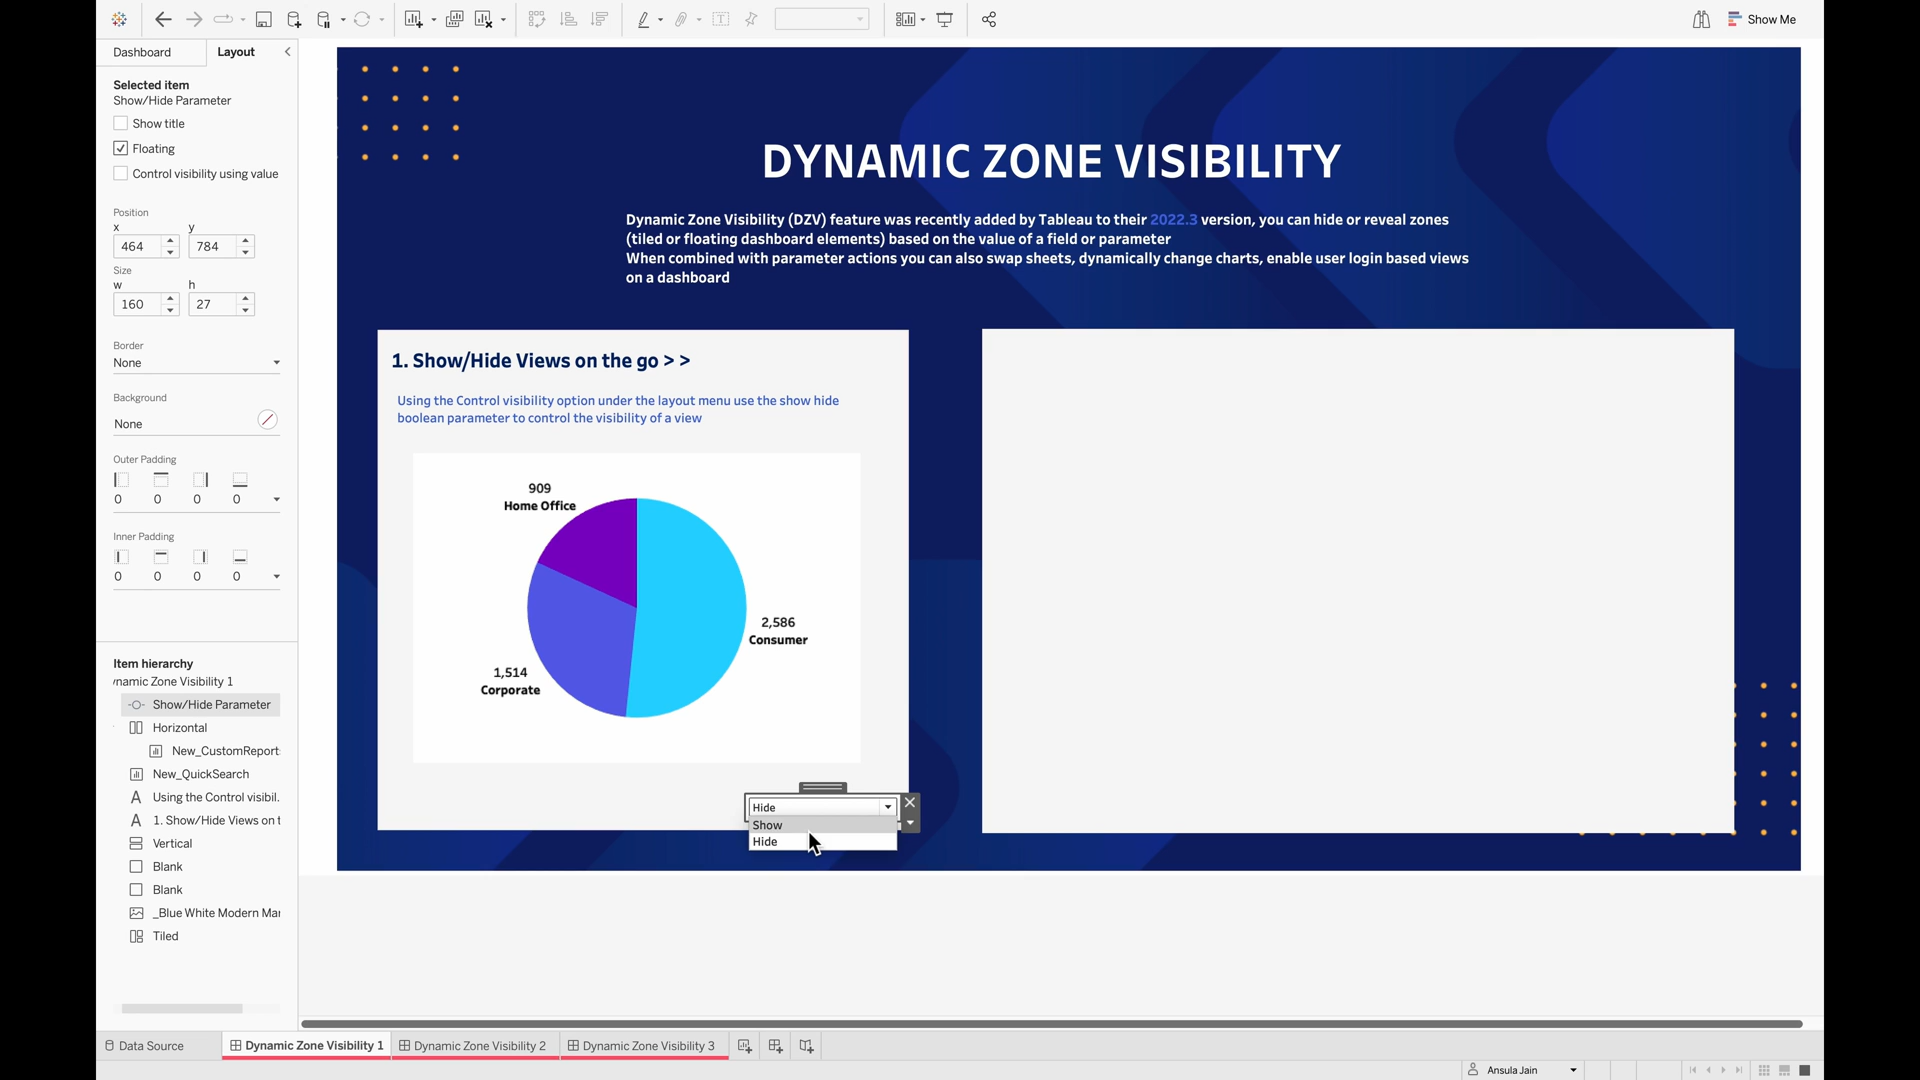 Show Me
Dashboard
Layout
Selected item
Show/Hide Parameter
Show title
Floating
Control visibility using value
Position
x
y
464
784
Size
w
h
160
27
Border
None
Background
None
Outer Padding
0
0
0
0
Inner Padding
0
0
0
0
Item hierarchy
ynamic Zone Visibility 1
Show/Hide Parameter
Horizontal
New_CustomReport
New_QuickSearch
Using the Control visibil.
1. Show/Hide Views on t
Vertical
Blank
Blank
_Blue White Modern Mar
Tiled
DYNAMIC ZONE VISIBILITY
Dynamic Zone Visibility (DZV) feature was recently added by Tableau to their 2022.3 version, you can hide or reveal zones
(tiled or floating dashboard elements) based on the value of a field or parameter
When combined with parameter actions you can also swap sheets, dynamically change charts, enable user login based views
on a dashboard
1. Show/Hide Views on the go > >
Using the Control visibility option under the layout menu use the show hide
boolean parameter to control the visibility of a view
909
Home Office
2,586
Consumer
1,514
Corporate
Hide
Show
Hide
Data Source
Dynamic Zone Visibility 1
Dynamic Zone Visibility 2
Dynamic Zone Visibility 3
Ansula Jain